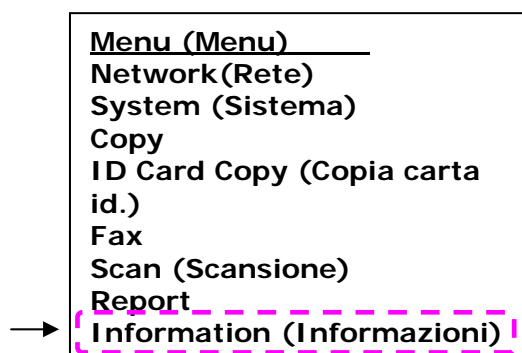 Menu (Menu)
Network(Rete)
System (Sistema)
Copy
ID Card Copy (Copia carta
id.)
Fax
Scan (Scansione)
Report
Information (Informazioni)